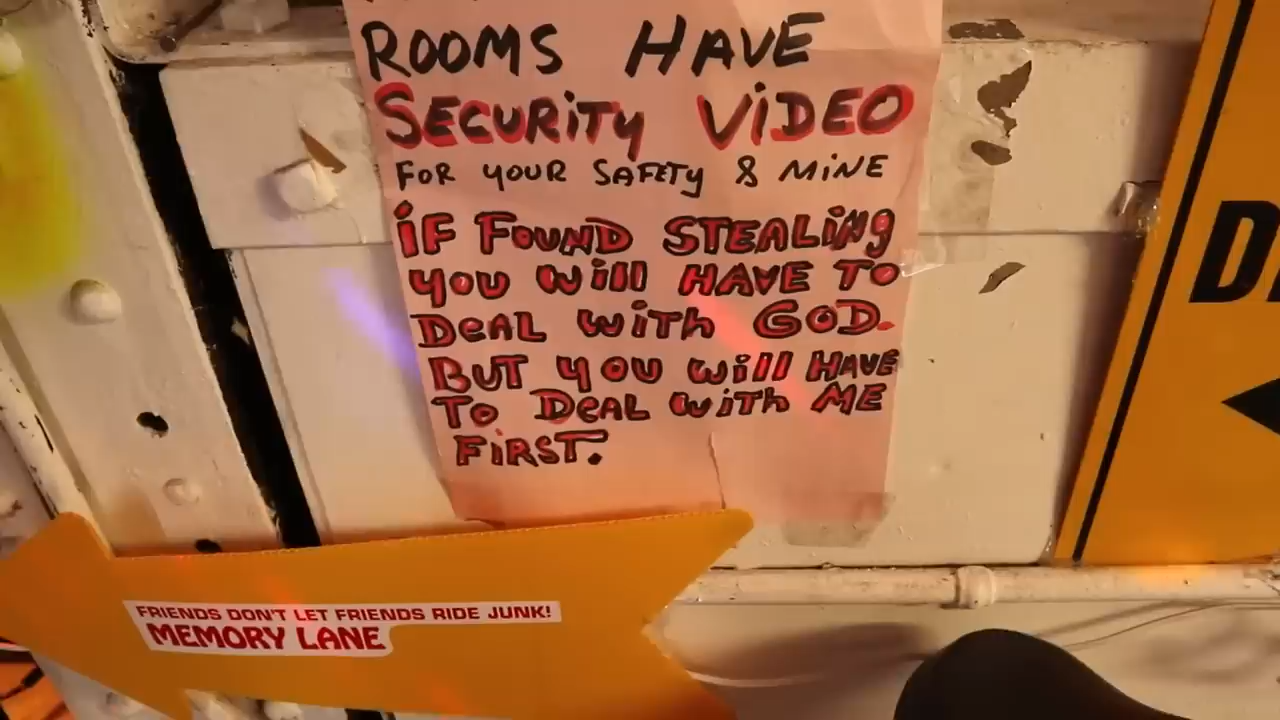 ROOMS HAVE
SECURITY VIDEO
FOR YOUR SAFETY & MINE
IF FOUND STEALING
YOU WILL HAVE TO
DEAL WITH GOD.
BUT YOU WILL HAVE
TO DEAL WITH ME
FIRST.
FRIENDS DON'T LET FRIENDS RIDE JUNK!
MEMORY LANE